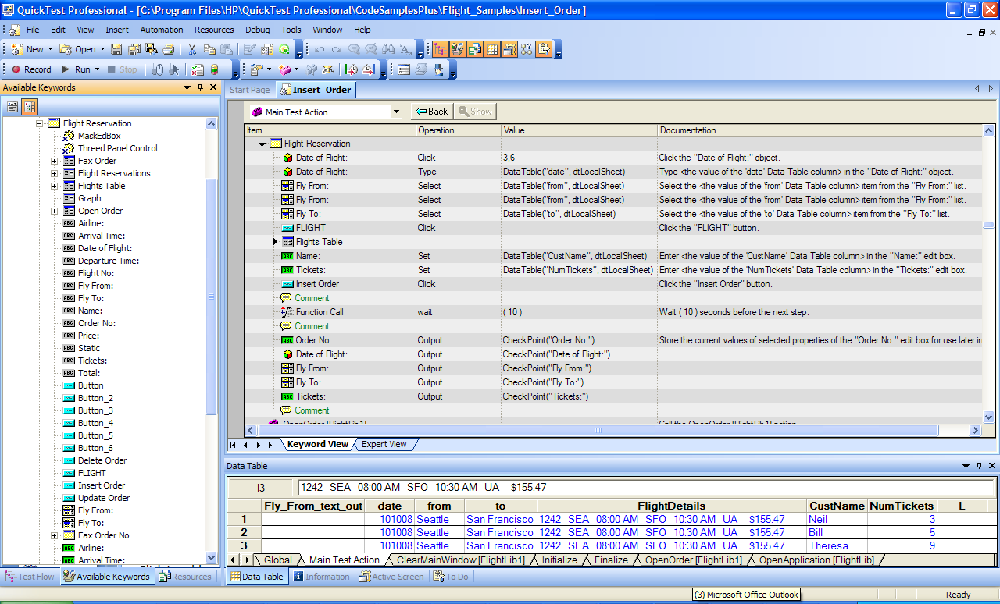 QuickTest Professional - [C:\Program Files\HP\QuickTest Professional\CodeSamplesPlus\Flight_Samples\Insert_Order]
File Edit View Insert Automation Resources Debug Tools Window Help
New Open
Record Run Stop
Available Keywords
Flight Reservation
MaskEdBox
Threed Panel Control
Fax Order
Flight Reservations
Flights Table
Graph
Open Order
Airline:
Arrival Time:
Date of Flight:
Departure Time:
Flight No:
Fly From:
Fly To:
Name:
Order No:
Price:
Static
Tickets:
Total:
Button
Button_2
Button_3
Button_4
Button_5
Button_6
Delete Order
FLIGHT
Insert Order
Update Order
Fly From:
Fly To:
Fax Order No
Airline:
Arrival Time:
Test Flow Available Keywords Resources
Start Page Insert_Order
Main Test Action Back Show
Item Operation Value Documentation
Flight Reservation
Date of Flight: Click 3,6 Click the "Date of Flight:" object.
Date of Flight: Type DataTable("date", dtLocalSheet) Type <the value of the 'date' Data Table column> in the "Date of Flight:" object.
Fly From: Select DataTable("from", dtLocalSheet) Select the <the value of the 'from' Data Table column> item from the "Fly From:" list.
Fly From: Select DataTable("from", dtLocalSheet) Select the <the value of the 'from' Data Table column> item from the "Fly From:" list.
Fly To: Select DataTable("to", dtLocalSheet) Select the <the value of the 'to' Data Table column> item from the "Fly To:" list.
FLIGHT Click Click the "FLIGHT" button.
Flights Table
Name: Set DataTable("CustName", dtLocalSheet) Enter <the value of the 'CustName' Data Table column> in the "Name:" edit box.
Tickets: Set DataTable("NumTickets", dtLocalSheet) Enter <the value of the 'NumTickets' Data Table column> in the "Tickets:" edit box.
Insert Order Click Click the "Insert Order" button.
Comment
Function Call wait ( 10 ) Wait ( 10 ) seconds before the next step.
Comment
Order No: Output CheckPoint("Order No:") Store the current values of selected properties of the "Order No:" edit box for use later in
Date of Flight: Output CheckPoint("Date of Flight:")
Fly From: Output CheckPoint("Fly From:")
Fly To: Output CheckPoint("Fly To:")
Tickets: Output CheckPoint("Tickets:")
Comment
OpenOrder [FlightLib1] Call the OpenOrder [FlightLib1] action
Keyword View Expert View
Data Table
I3 1242 SEA 08:00 AM SFO 10:30 AM UA $155.47
Fly_From_text_out date from to FlightDetails CustName NumTickets L
1 101008 Seattle San Francisco 1242 SEA 08:00 AM SFO 10:30 AM UA $155.47 Neil 3
2 101008 Seattle San Francisco 1242 SEA 08:00 AM SFO 10:30 AM UA $155.47 Bill 5
3 101008 Seattle San Francisco 1242 SEA 08:00 AM SFO 10:30 AM UA $155.47 Theresa 9
Global Main Test Action ClearMainWindow [FlightLib1] Initialize Finalize OpenOrder [FlightLib1] OpenApplication [FlightLib]
Data Table Information Active Screen To Do
(3) Microsoft Office Outlook Ready